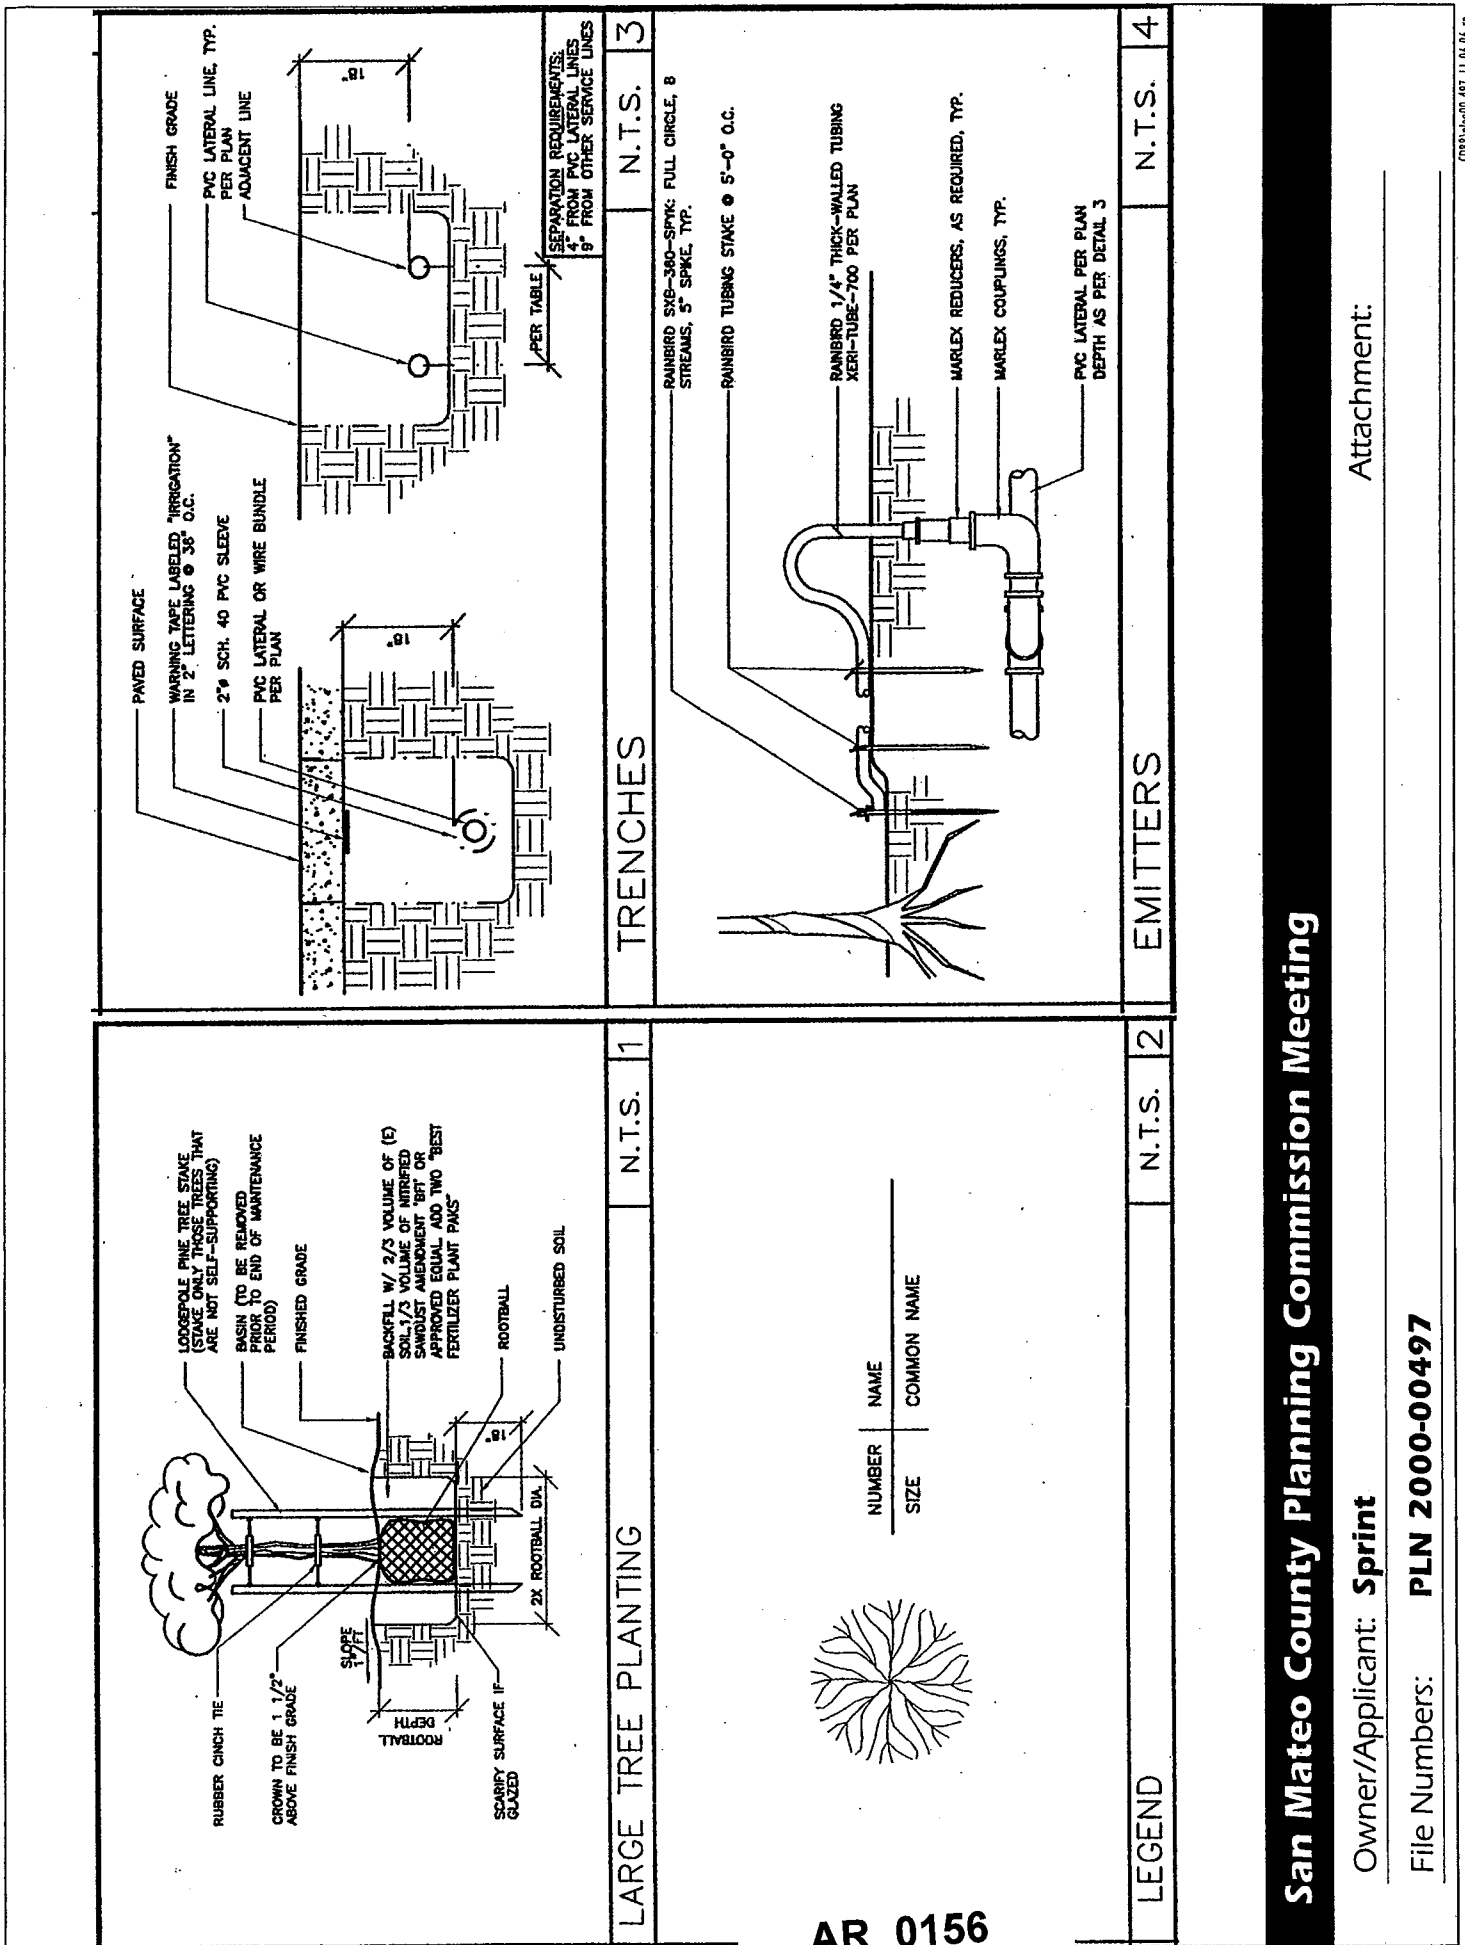 LODGEPOLE PINE TREE STAKE
(STAKE ONLY THOSE TREES THAT
ARE NOT SELF-SUPPORTING)
BASIN (TO BE REMOVED
PRIOR TO END OF MAINTENANCE
PERIOD)
FINISHED GRADE
BACKFILL W/ 2/3 VOLUME OF (E)
SOIL, 1/3 VOLUME OF NITRIFIED
SAWDUST AMENDMENT "BFI" OR
APPROVED EQUAL. ADD TWO "BEST
FERTILIZER PLANT PAKS"
ROOTBALL
UNDISTURBED SOIL
RUBBER CINCH TIE
CROWN TO BE 1 1/2"
ABOVE FINISH GRADE
SLOPE
1"/FT
ROOTBALL
DEPTH
SCARIFY SURFACE IF
GLAZED
2X ROOTBALL DIA.
18"
LARGE TREE PLANTING N.T.S. 1
NUMBER NAME
SIZE COMMON NAME
LEGEND N.T.S. 2
PAVED SURFACE
WARNING TAPE LABELED "IRRIGATION"
IN 2" LETTERING @ 36" O.C.
2"ø SCH. 40 PVC SLEEVE
PVC LATERAL OR WIRE BUNDLE
PER PLAN
18"
FINISH GRADE
PVC LATERAL LINE, TYP.
PER PLAN
ADJACENT LINE
18"
PER TABLE
SEPARATION REQUIREMENTS:
4" FROM PVC LATERAL LINES
9" FROM OTHER SERVICE LINES
TRENCHES N.T.S. 3
RAINBIRD SXB-360-SPYK: FULL CIRCLE, 8
STREAMS, 5" SPIKE, TYP.
RAINBIRD TUBING STAKE @ 5'-0" O.C.
RAINBIRD 1/4" THICK-WALLED TUBING
XERI-TUBE-700 PER PLAN
MARLEX REDUCERS, AS REQUIRED, TYP.
MARLEX COUPLINGS, TYP.
PVC LATERAL PER PLAN
DEPTH AS PER DETAIL 3
EMITTERS N.T.S. 4
San Mateo County Planning Commission Meeting
Owner/Applicant: Sprint
Attachment:
File Numbers: PLN 2000-00497
AR 0156